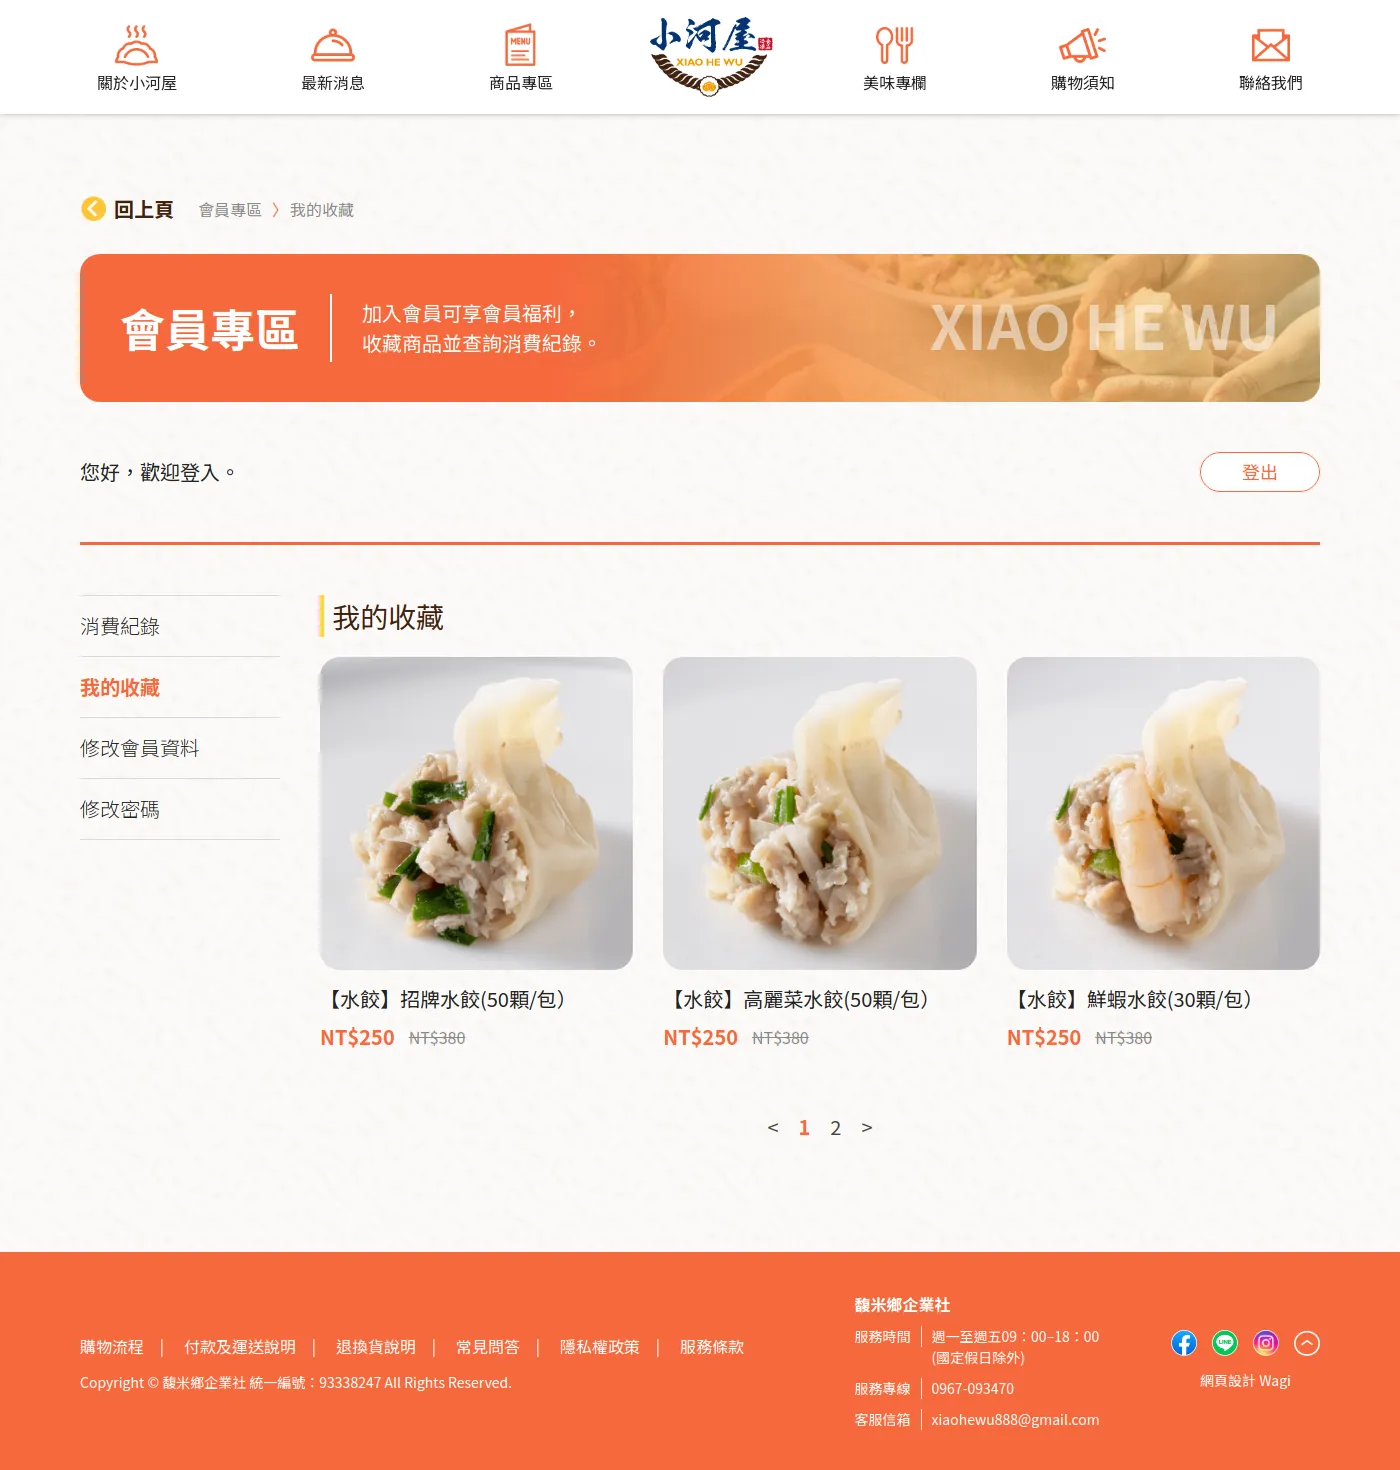 關於小河屋
最新消息
MENU
商品專區
小河屋
XIAO HE WU
美味專欄
購物須知
聯絡我們
回上頁
會員專區 〉 我的收藏
會員專區
加入會員可享會員福利，
收藏商品並查詢消費紀錄。
XIAO HE WU
您好，歡迎登入。
登出
消費紀錄
我的收藏
修改會員資料
修改密碼
我的收藏
【水餃】招牌水餃(50顆/包）
NT$250 NT$380
【水餃】高麗菜水餃(50顆/包）
NT$250 NT$380
【水餃】鮮蝦水餃(30顆/包）
NT$250 NT$380
< 1 2 >
購物流程 | 付款及運送說明 | 退換貨說明 | 常見問答 | 隱私權政策 | 服務條款
Copyright © 馥米鄉企業社 統一編號：93338247 All Rights Reserved.
馥米鄉企業社
服務時間 週一至週五09：00–18：00
(國定假日除外)
服務專線 0967-093470
客服信箱 xiaohewu888@gmail.com
LINE
網頁設計 Wagi